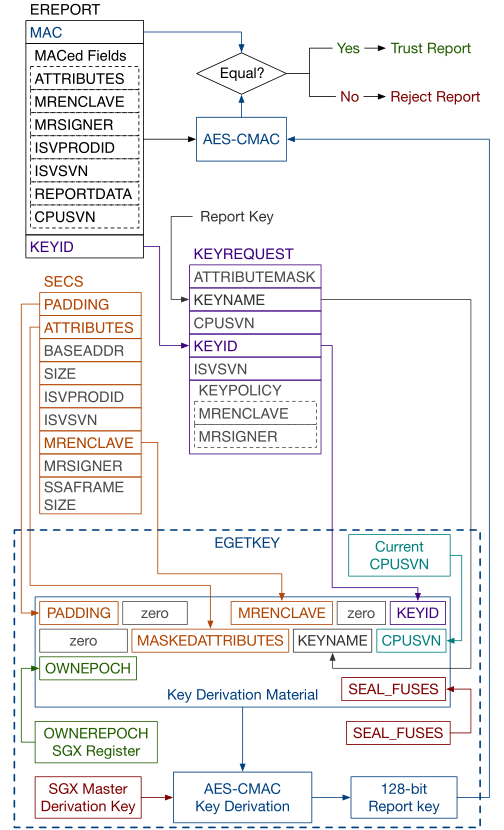 EREPORT
MAC
MACed Fields
ATTRIBUTES
MRENCLAVE
MRSIGNER
ISVPRODID
ISVSVN
REPORTDATA
CPUSVN
KEYID
Equal?
Yes
Trust Report
No
Reject Report
AES-CMAC
Report Key
KEYREQUEST
ATTRIBUTEMASK
KEYNAME
CPUSVN
KEYID
ISVSVN
KEYPOLICY
MRENCLAVE
MRSIGNER
SECS
PADDING
ATTRIBUTES
BASEADDR
SIZE
ISVPRODID
ISVSVN
MRENCLAVE
MRSIGNER
SSAFRAME
SIZE
EGETKEY
Current
CPUSVN
PADDING zero MRENCLAVE zero KEYID
zero MASKEDATTRIBUTES KEYNAME CPUSVN
OWNEPOCH
SEAL_FUSES
Key Derivation Material
OWNEREPOCH
SGX Register
SEAL_FUSES
SGX Master
Derivation Key
AES-CMAC
Key Derivation
128-bit
Report key